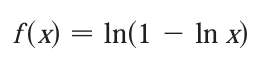 f(x) = ln(1 − ln x)